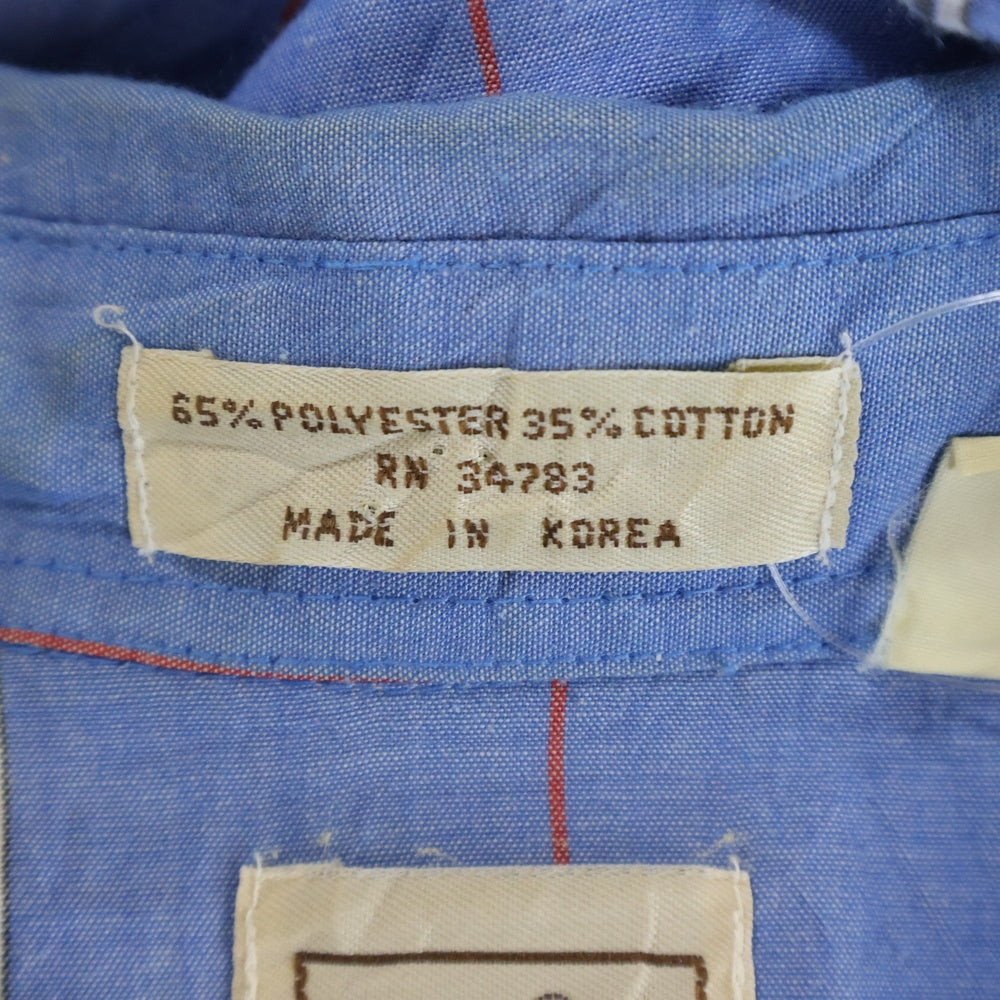 65% POLYESTER 35% COTTON
RN 34783
MADE IN KOREA